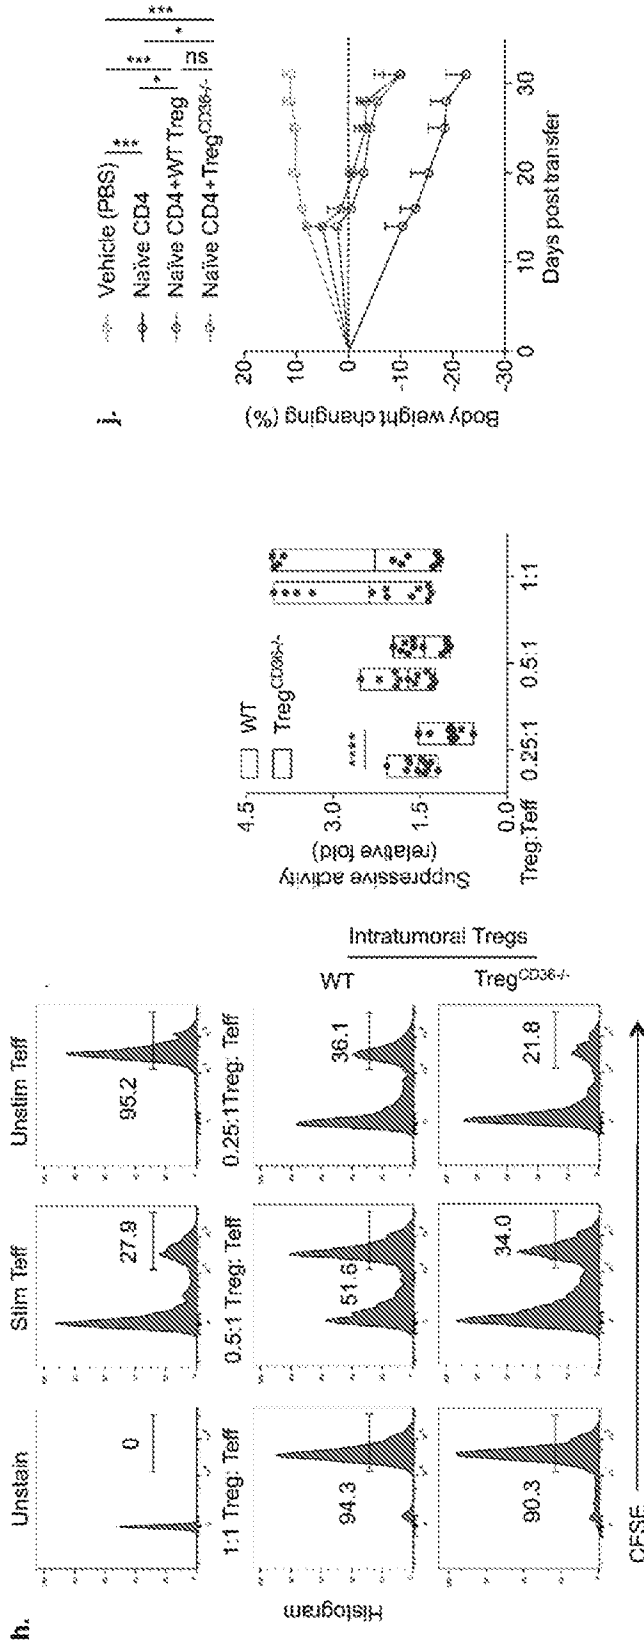 h.
Unstain
Stim Teff
Unstim Teff
0
27.9
95.2
1:1 Treg: Teff
0.5:1 Treg: Teff
0.25:1Treg: Teff
94.3
51.6
36.1
WT
90.3
34.0
21.8
Treg^CD36-/-
Intratumoral Tregs
Histogram
CFSE
WT
Treg^CD36-/-
Suppressive activity
(relative fold)
4.5
3.0
1.5
0.0
****
Treg:Teff
0.25:1
0.5:1
1:1
j.
Vehicle (PBS)
Naïve CD4
Naïve CD4+WT Treg
Naïve CD4+Treg^CD36-/-
***
***
*
ns
*
***
Body weight changing (%)
20
10
0
-10
-20
-30
0
10
20
30
Days post transfer